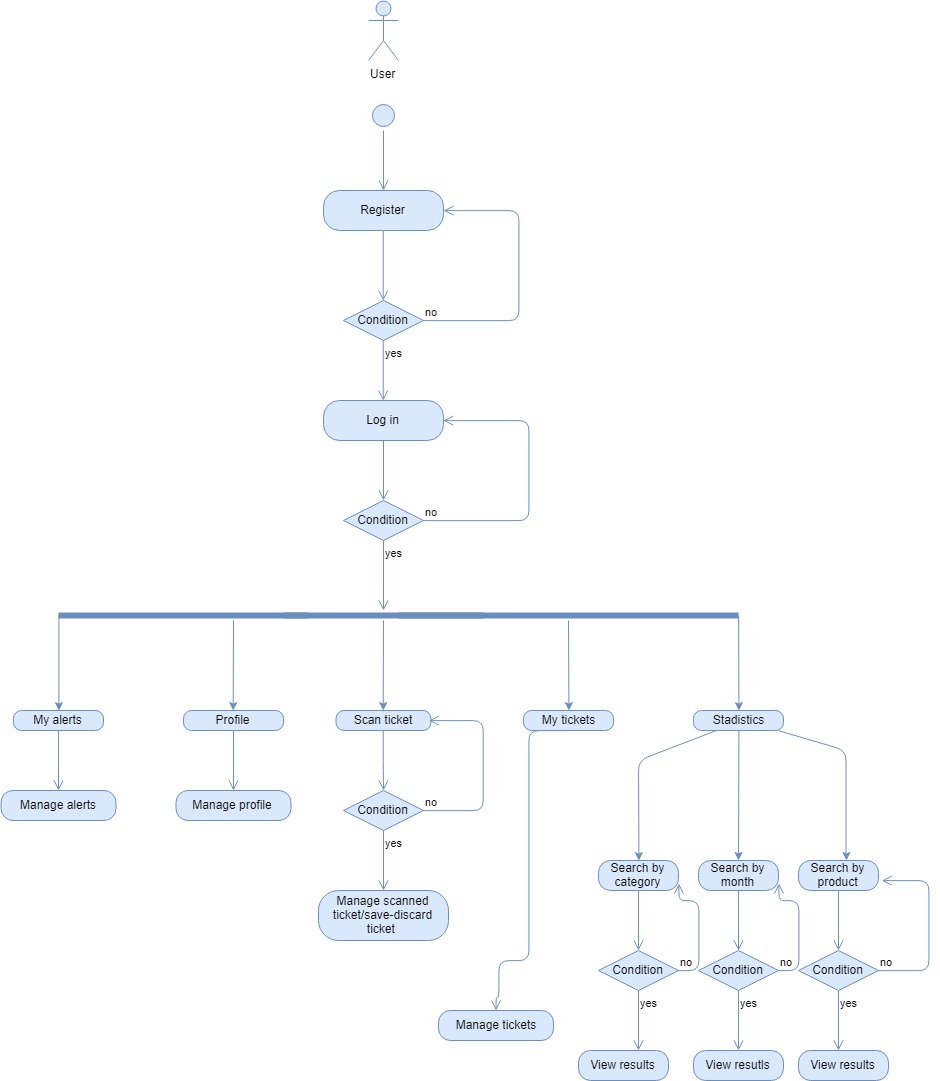 User
Register
Condition
no
yes
Log in
Condition
no
yes
My alerts
Profile
Scan ticket
My tickets
Stadistics
Manage alerts
Manage profile
Condition
no
yes
Manage scanned
ticket/save-discard
ticket
Search by
category
Search by
month
Search by
product
Condition
no
Condition
no
Condition
no
yes
yes
yes
Manage tickets
View results
View resutls
View results